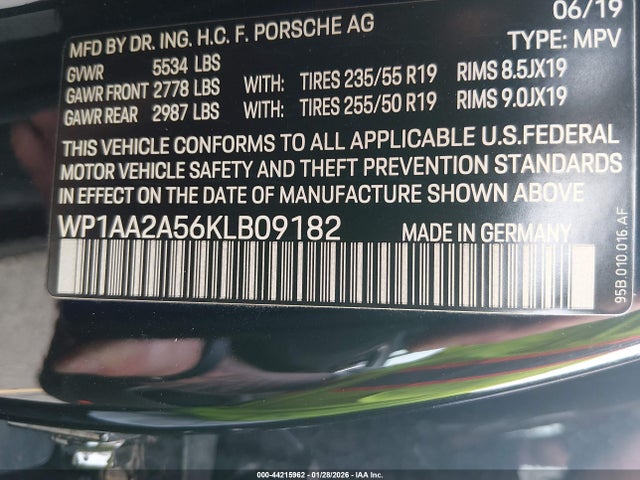 MFD BY DR. ING. H.C. F. PORSCHE AG 06/19
GVWR 5534 LBS TYPE: MPV
GAWR FRONT 2778 LBS WITH: TIRES 235/55 R19 RIMS 8.5JX19
GAWR REAR 2987 LBS WITH: TIRES 255/50 R19 RIMS 9.0JX19
THIS VEHICLE CONFORMS TO ALL APPLICABLE U.S.FEDERAL
MOTOR VEHICLE SAFETY AND THEFT PREVENTION STANDARDS
IN EFFECT ON THE DATE OF MANUFACTURE SHOWN ABOVE
WP1AA2A56KLB09182 MADE IN GERMANY
95B.010.016.AF
000-44215962 - 01/28/2026 - IAA Inc.